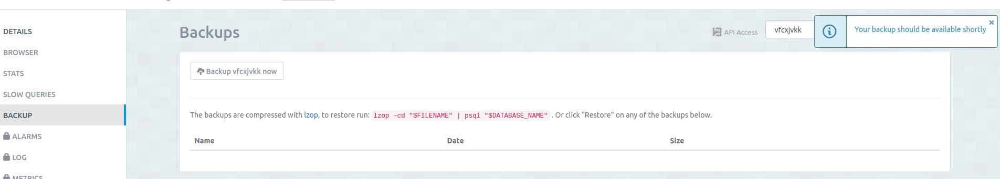 DETAILS
BROWSER
STATS
SLOW QUERIES
BACKUP
ALARMS
LOG
METRICS
Backups
API Access
vfcxjvkk
Your backup should be available shortly
×
Backup vfcxjvkk now
The backups are compressed with lzop, to restore run: lzop -cd "$FILENAME" | psql "$DATABASE_NAME" . Or click "Restore" on any of the backups below.
Name Date Size